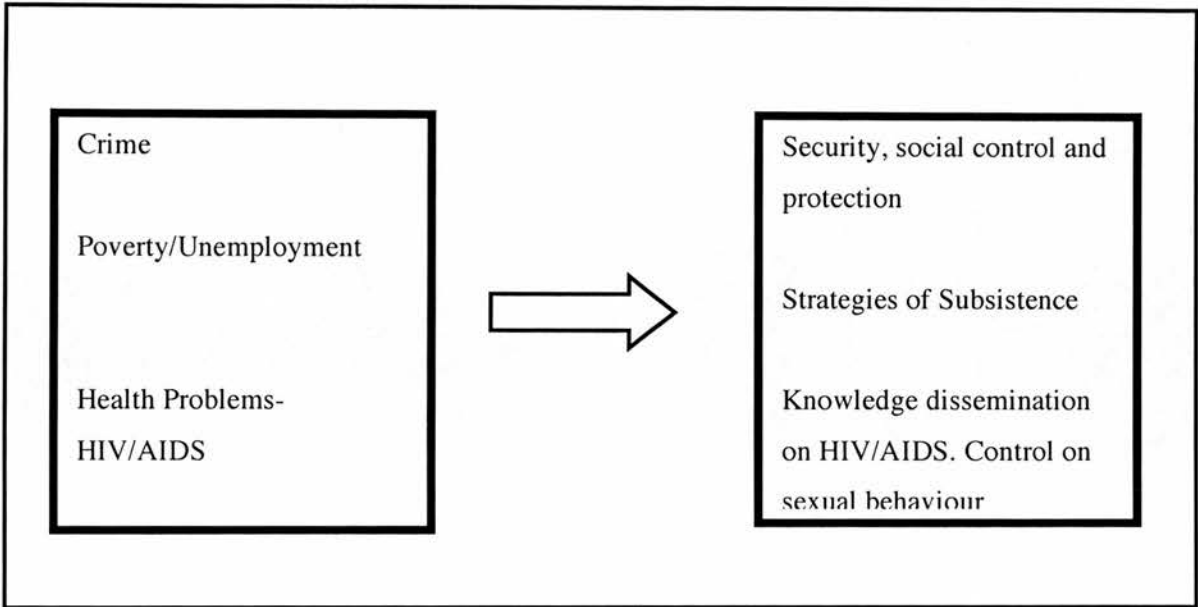 Crime
Poverty/Unemployment
Health Problems-
HIV/AIDS
Security, social control and
protection
Strategies of Subsistence
Knowledge dissemination
on HIV/AIDS. Control on
sexual behaviour